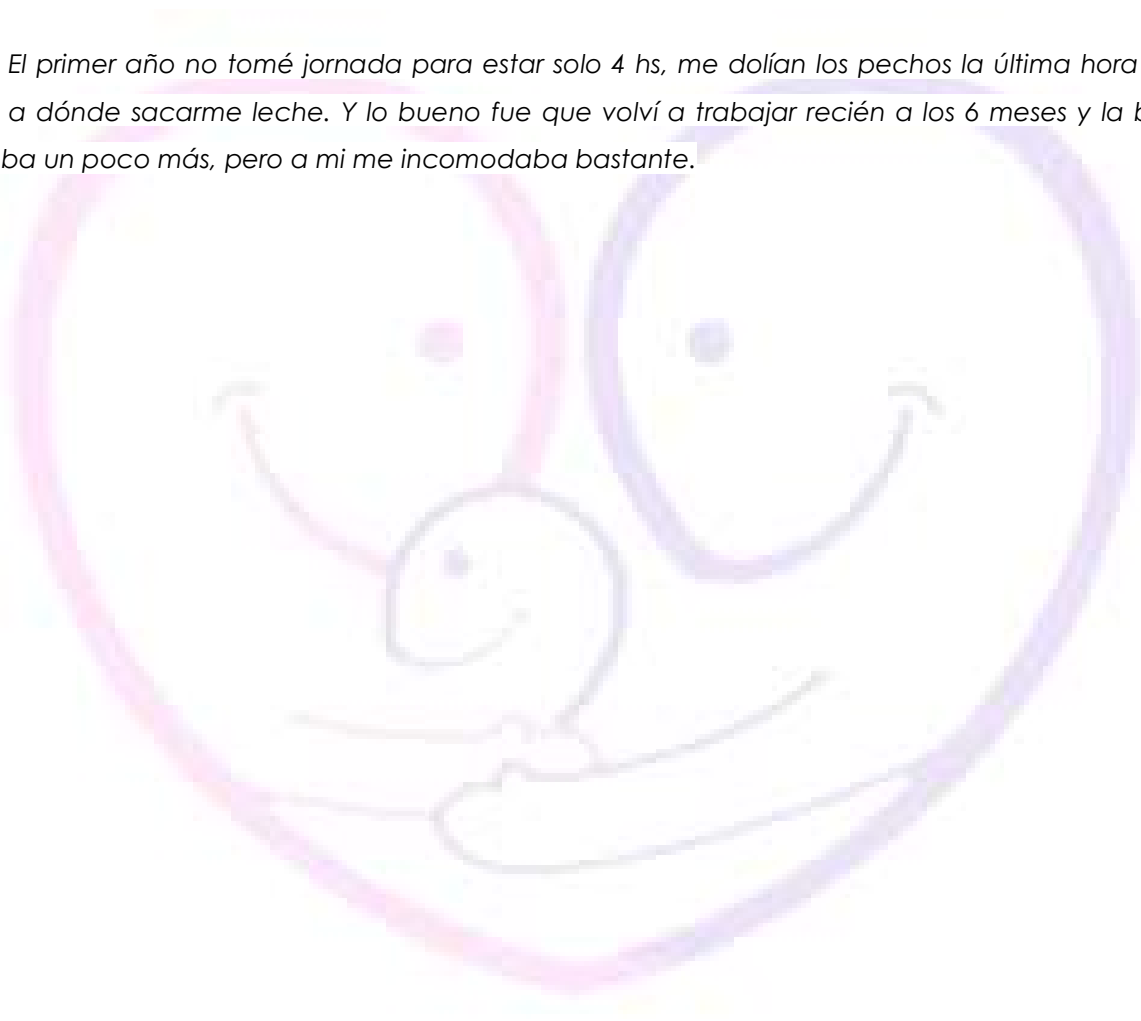 El primer año no tomé jornada para estar solo 4 hs, me dolían los pechos la última hora
a dónde sacarme leche. Y lo bueno fue que volví a trabajar recién a los 6 meses y la
un poco más, pero a mi me incomodaba bastante.